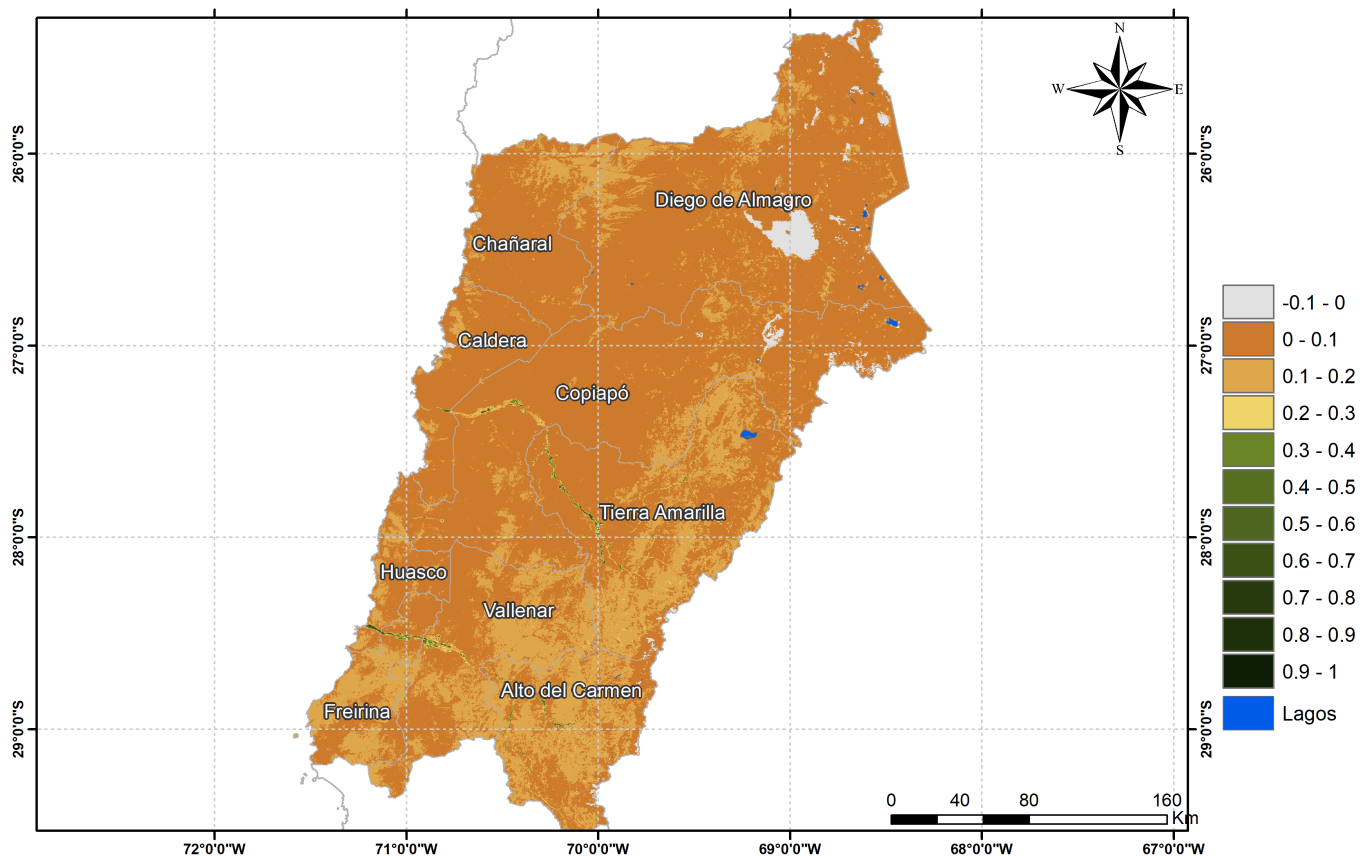 N
W E
S
26°0'0"S
26°0'0"S
Diego de Almagro
Chañaral
27°0'0"S
27°0'0"S
Caldera
Copiapó
Tierra Amarilla
28°0'0"S
28°0'0"S
Huasco
Vallenar
Alto del Carmen
Freirina
29°0'0"S
29°0'0"S
-0.1 - 0
0 - 0.1
0.1 - 0.2
0.2 - 0.3
0.3 - 0.4
0.4 - 0.5
0.5 - 0.6
0.6 - 0.7
0.7 - 0.8
0.8 - 0.9
0.9 - 1
Lagos
0 40 80 160
Km
72°0'0"W 71°0'0"W 70°0'0"W 69°0'0"W 68°0'0"W 67°0'0"W